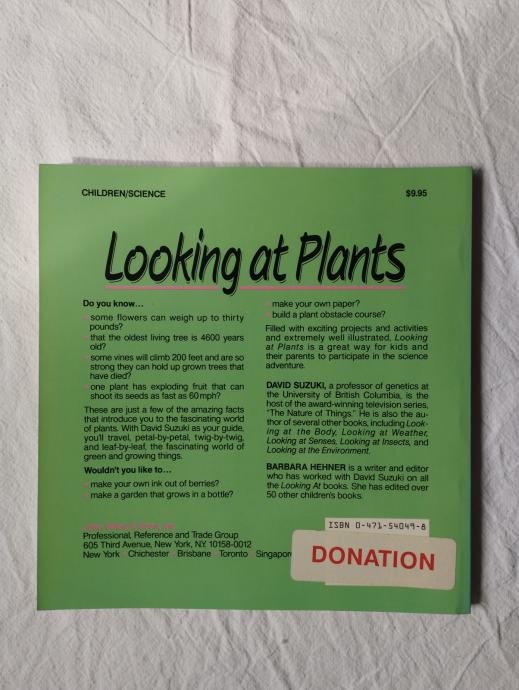 CHILDREN/SCIENCE
$9.95
Looking at Plants
Do you know...
some flowers can weigh up to thirty
pounds?
that the oldest living tree is 4600 years
old?
some vines will climb 200 feet and are so
strong they can hold up grown trees that
have died?
one plant has exploding fruit that can
shoot its seeds as fast as 60 mph?
These are just a few of the amazing facts
that introduce you to the fascinating world
of plants. With David Suzuki as your guide,
you'll travel, petal-by-petal, twig-by-twig,
and leaf-by-leaf, the fascinating world of
green and growing things.
Wouldn't you like to...
make your own ink out of berries?
make a garden that grows in a bottle?
make your own paper?
build a plant obstacle course?
Filled with exciting projects and activities
and extremely well illustrated, Looking
at Plants is a great way for kids and
their parents to participate in the science
adventure.
DAVID SUZUKI, a professor of genetics at
the University of British Columbia, is the
host of the award-winning television series,
"The Nature of Things." He is also the au-
thor of several other books, including Look-
ing at the Body, Looking at Weather,
Looking at Senses, Looking at Insects, and
Looking at the Environment.
BARBARA HEHNER is a writer and editor
who has worked with David Suzuki on all
the Looking At books. She has edited over
50 other children's books.
John Wiley & Sons, Inc.
Professional, Reference and Trade Group
605 Third Avenue, New York, N.Y. 10158-0012
New York Chichester Brisbane Toronto Singapore
ISBN 0-471-54049-8
DONATION